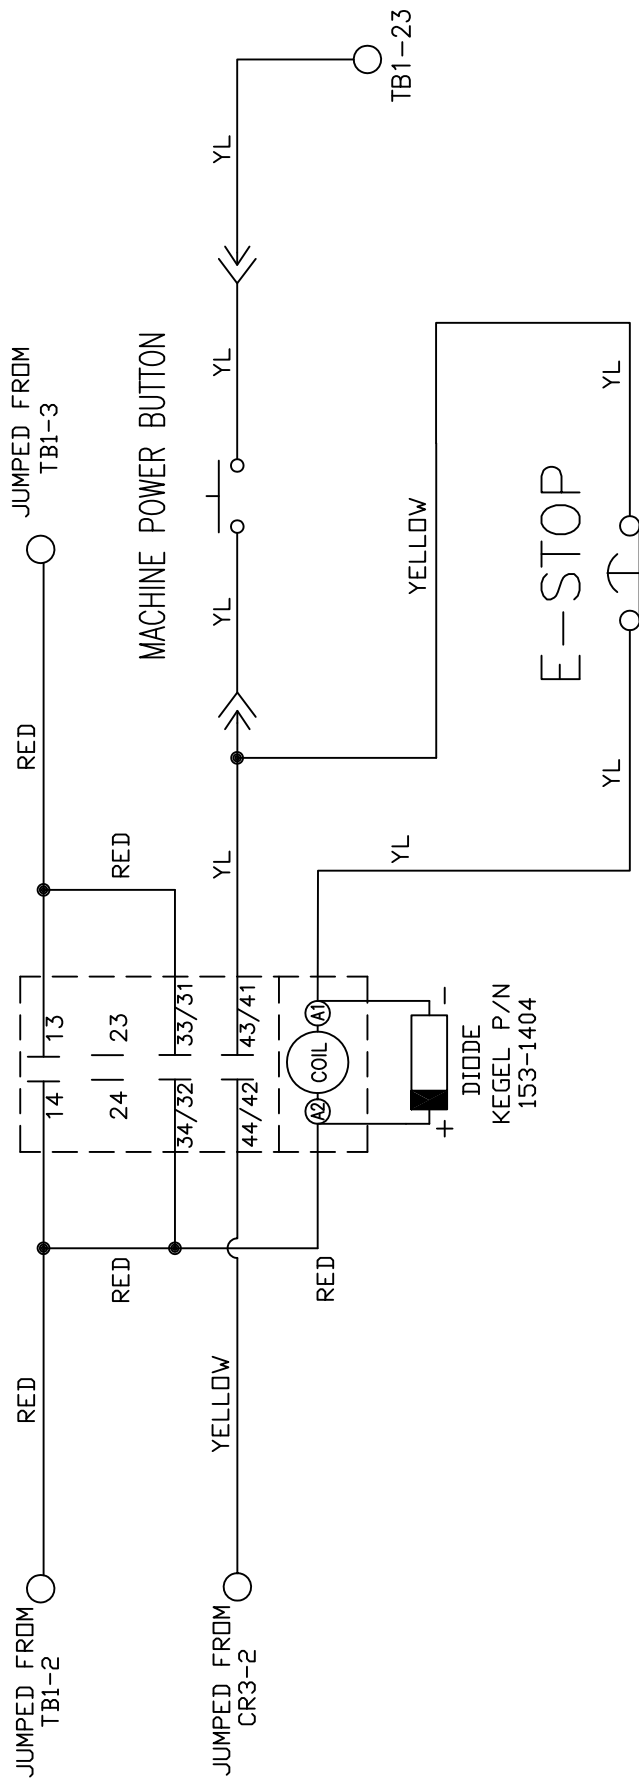 JUMPED FROM
TB1-3
RED
RED
RED
RED
JUMPED FROM
TB1-2
13
14
23
24
33/31
34/32
43/41
44/42
MACHINE POWER BUTTON
YL
YL
YL
YL
TB1-23
YELLOW
JUMPED FROM
CR3-2
A1
COIL
A2
RED
YL
YELLOW
E-STOP
YL
YL
-
+
DIODE
KEGEL P/N
153-1404